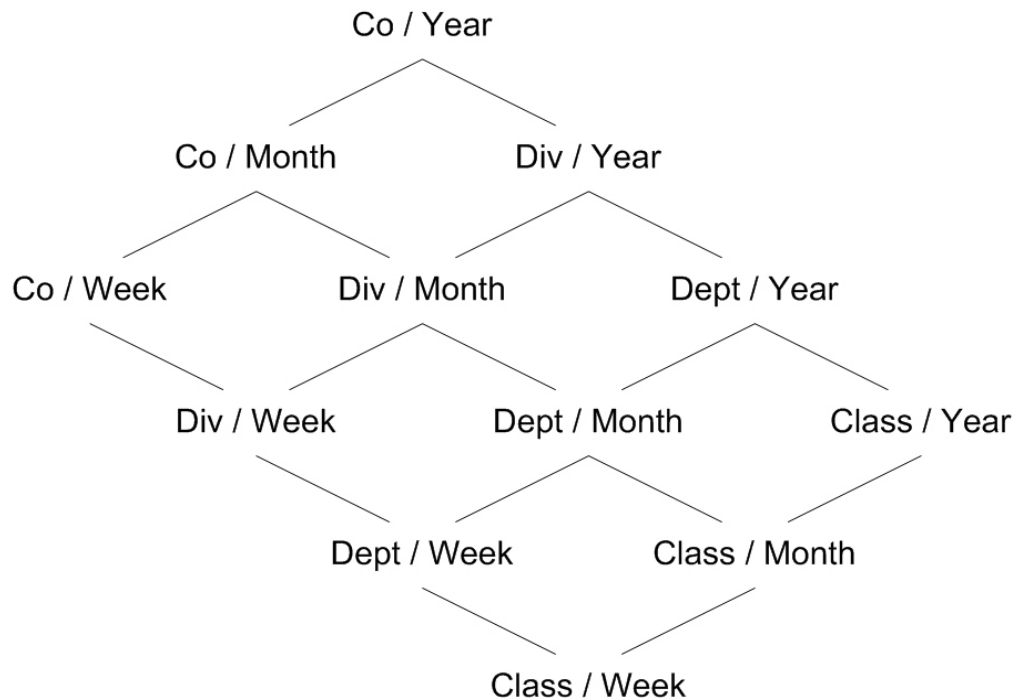 Co / Year
Co / Month
Div / Year
Co / Week
Div / Month
Dept / Year
Div / Week
Dept / Month
Class / Year
Dept / Week
Class / Month
Class / Week